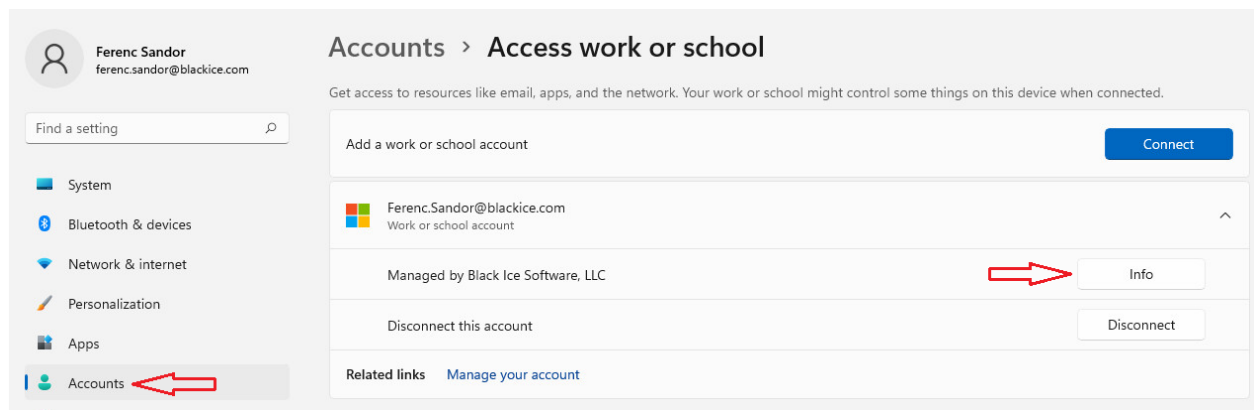 Ferenc Sandor
ferenc.sandor@blackice.com
Find a setting
System
Bluetooth & devices
Network & internet
Personalization
Apps
Accounts
Accounts > Access work or school
Get access to resources like email, apps, and the network. Your work or school might control some things on this device when connected.
Add a work or school account
Connect
Ferenc.Sandor@blackice.com
Work or school account
Managed by Black Ice Software, LLC
Info
Disconnect this account
Disconnect
Related links Manage your account